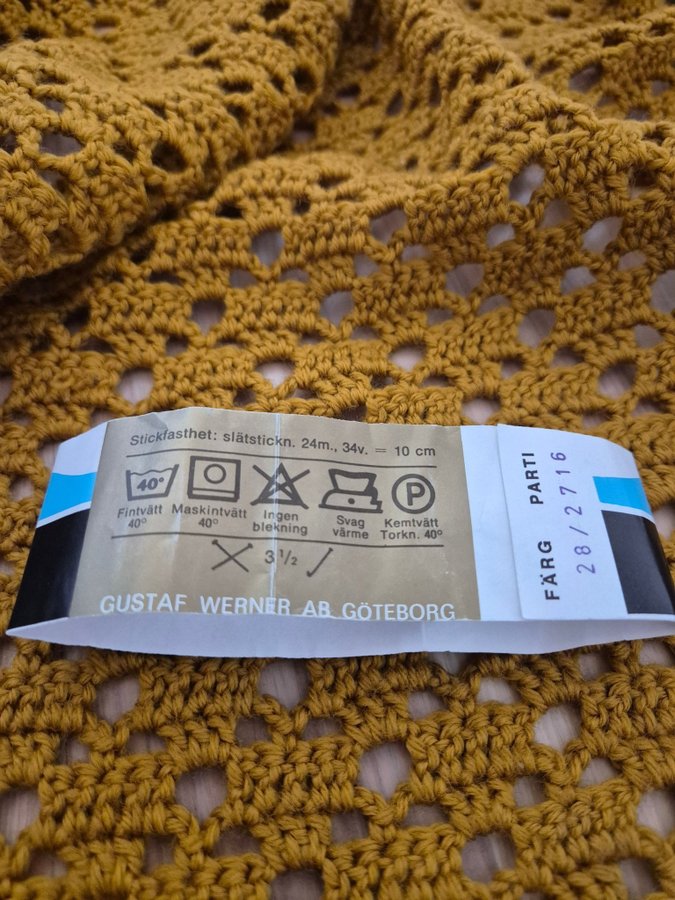 Stickfasthet: slätstickn. 24m., 34v. = 10 cm
40° P
Fintvätt 40° Maskintvätt 40° Ingen blekning Svag värme Kemtvätt Torkn. 40°
3 1/2
GUSTAF WERNER AB GÖTEBORG
FÄRG PARTI
28/2716